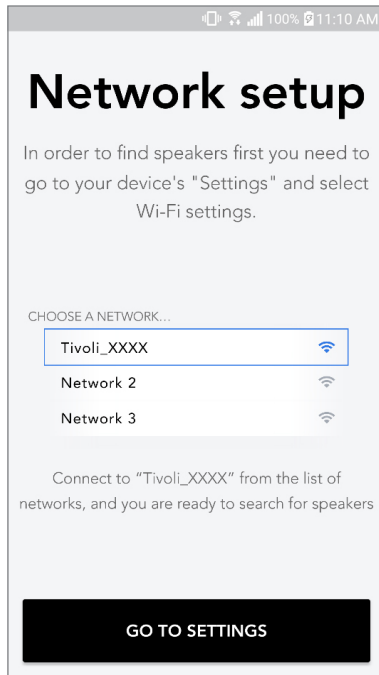 100% 11:10 AM
Network setup
In order to find speakers first you need to
go to your device's "Settings" and select
Wi-Fi settings.
CHOOSE A NETWORK...
Tivoli_XXXX
Network 2
Network 3
Connect to “Tivoli_XXXX” from the list of
networks, and you are ready to search for speakers
GO TO SETTINGS